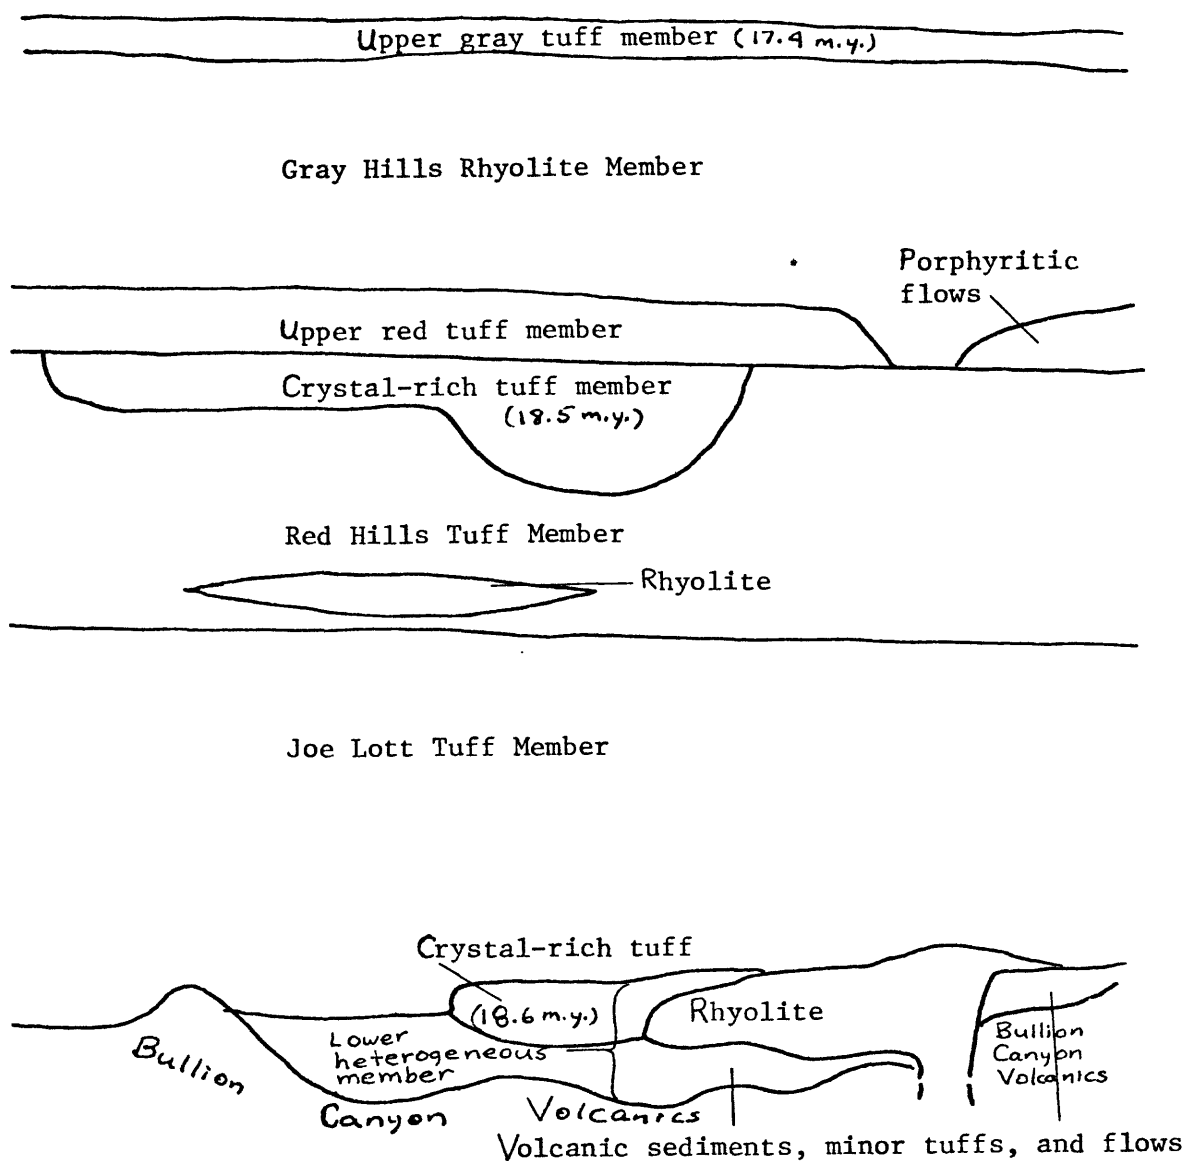 Upper gray tuff member (17.4 m.y.)
Gray Hills Rhyolite Member
Porphyritic
flows
Upper red tuff member
Crystal-rich tuff member
(18.5 m.y.)
Red Hills Tuff Member
Rhyolite
Joe Lott Tuff Member
Crystal-rich tuff
(18.6 m.y.)
Rhyolite
Lower
heterogeneous
member
Bullion
Canyon
Volcanics
Bullion
Canyon
Volcanics
Volcanic sediments, minor tuffs, and flows